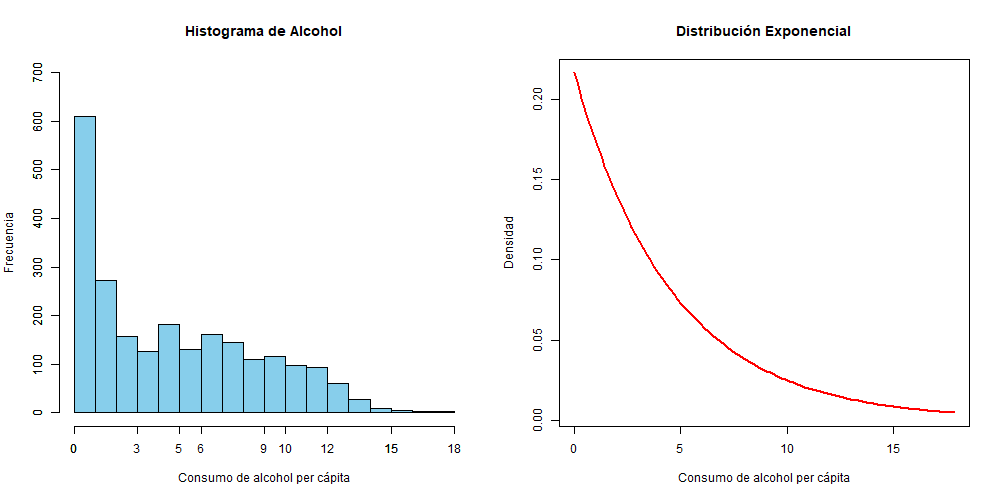 Histograma de Alcohol
Frecuencia
700
600
500
400
300
200
100
0
0 3 5 6 9 10 12 15 18
Consumo de alcohol per cápita
Distribución Exponencial
Densidad
0.20
0.15
0.10
0.05
0.00
0 5 10 15
Consumo de alcohol per cápita